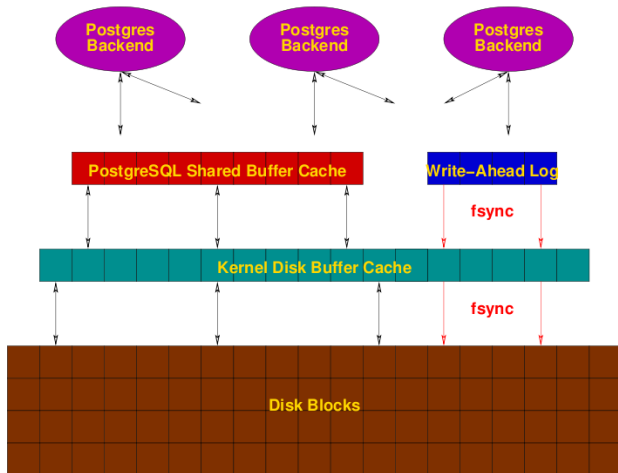 Postgres
Backend
Postgres
Backend
Postgres
Backend
PostgreSQL Shared Buffer Cache
Write-Ahead Log
fsync
Kernel Disk Buffer Cache
fsync
Disk Blocks